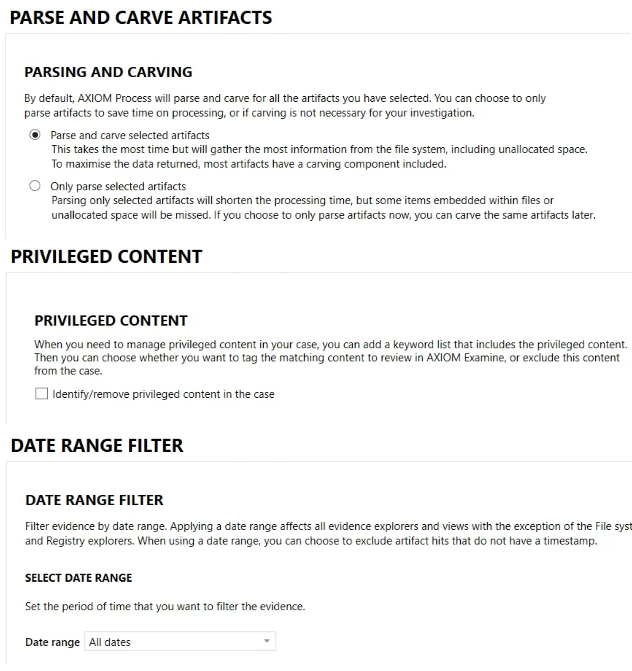 PARSE AND CARVE ARTIFACTS
PARSING AND CARVING
By default, AXIOM Process will parse and carve for all the artifacts you have selected. You can choose to only
parse artifacts to save time on processing, or if carving is not necessary for your investigation.
Parse and carve selected artifacts
This takes the most time but will gather the most information from the file system, including unallocated space.
To maximise the data returned, most artifacts have a carving component included.
Only parse selected artifacts
Parsing only selected artifacts will shorten the processing time, but some items embedded within files or
unallocated space will be missed. If you choose to only parse artifacts now, you can carve the same artifacts later.
PRIVILEGED CONTENT
PRIVILEGED CONTENT
When you need to manage privileged content in your case, you can add a keyword list that includes the privileged content.
Then you can choose whether you want to tag the matching content to review in AXIOM Examine, or exclude this content
from the case.
Identify/remove privileged content in the case
DATE RANGE FILTER
DATE RANGE FILTER
Filter evidence by date range. Applying a date range affects all evidence explorers and views with the exception of the File syst
and Registry explorers. When using a date range, you can choose to exclude artifact hits that do not have a timestamp.
SELECT DATE RANGE
Set the period of time that you want to filter the evidence.
Date range All dates